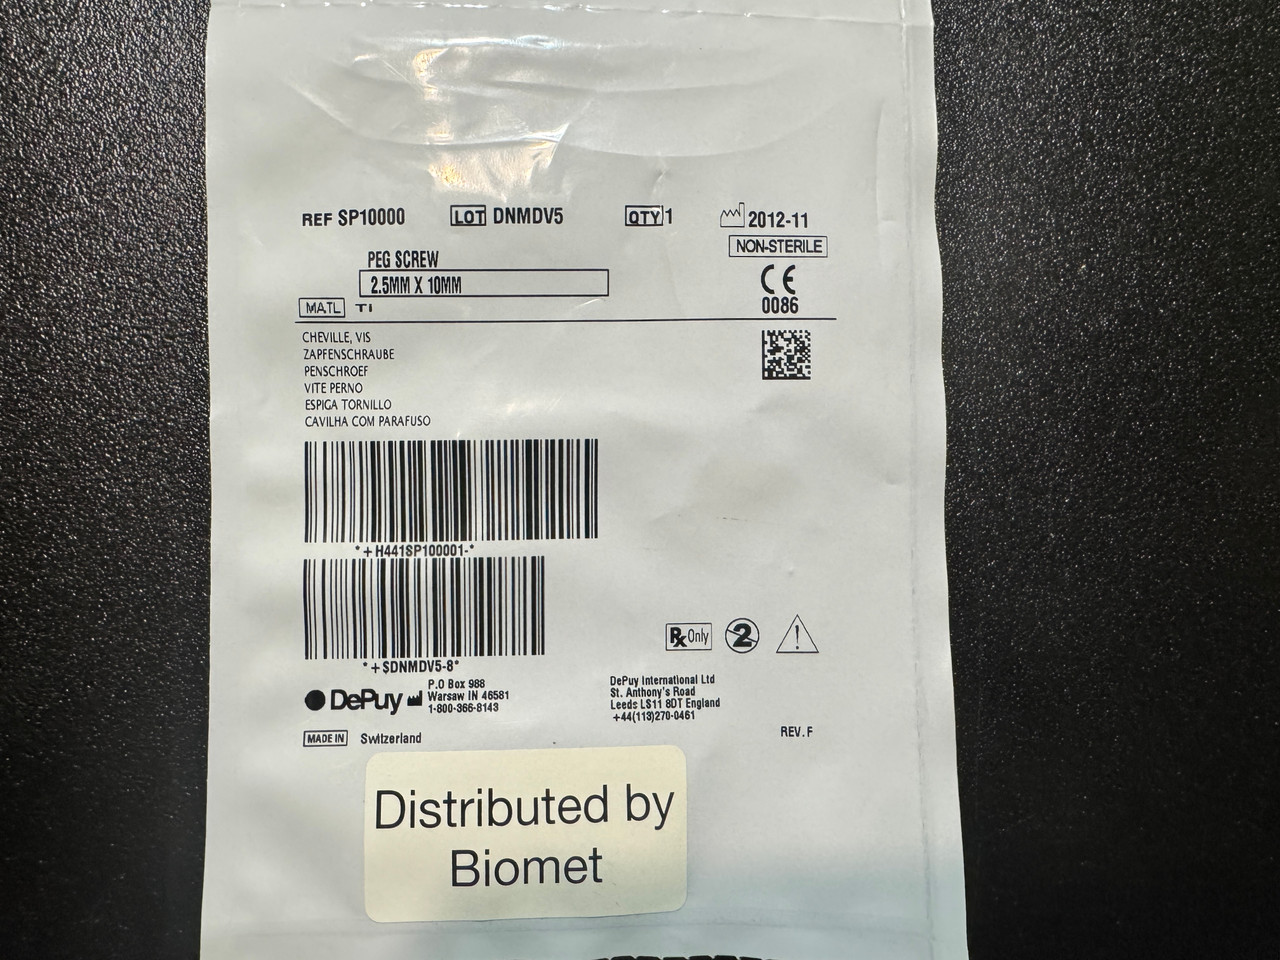 REF SP10000 LOT DNMDV5 QTY 1 2012-11
NON-STERILE
PEG SCREW
2.5MM X 10MM
CE
0086
MATL TI
CHEVILLE, VIS
ZAPFENSCHRAUBE
PENSCHROEF
VITE PERNO
ESPIGA TORNILLO
CAVILHA COM PARAFUSO
*+H441SP100001-*
*+$DNMDV5-8*
Rx Only 2 !
DePuy
P.O Box 988
Warsaw IN 46581
1-800-366-8143
DePuy International Ltd
St. Anthony's Road
Leeds LS11 8DT England
+44(113)270-0461
MADE IN Switzerland
REV. F
Distributed by
Biomet